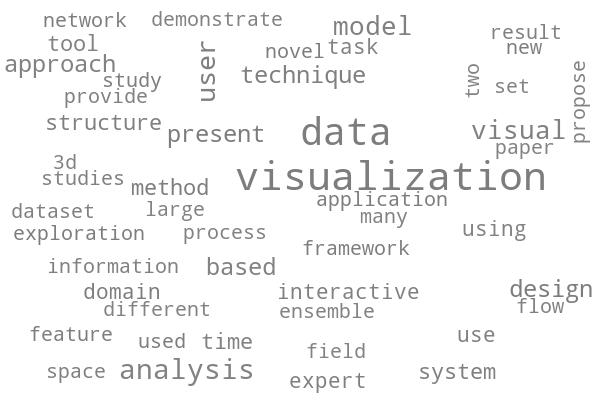 network demonstrate model result
tool user novel task new
approach technique two
study set propose
provide
structure present data visual
paper
3d visualization
studies method
dataset large application
many
exploration process using
framework
information based
domain interactive design
different ensemble flow
feature used time use
field
space analysis expert system